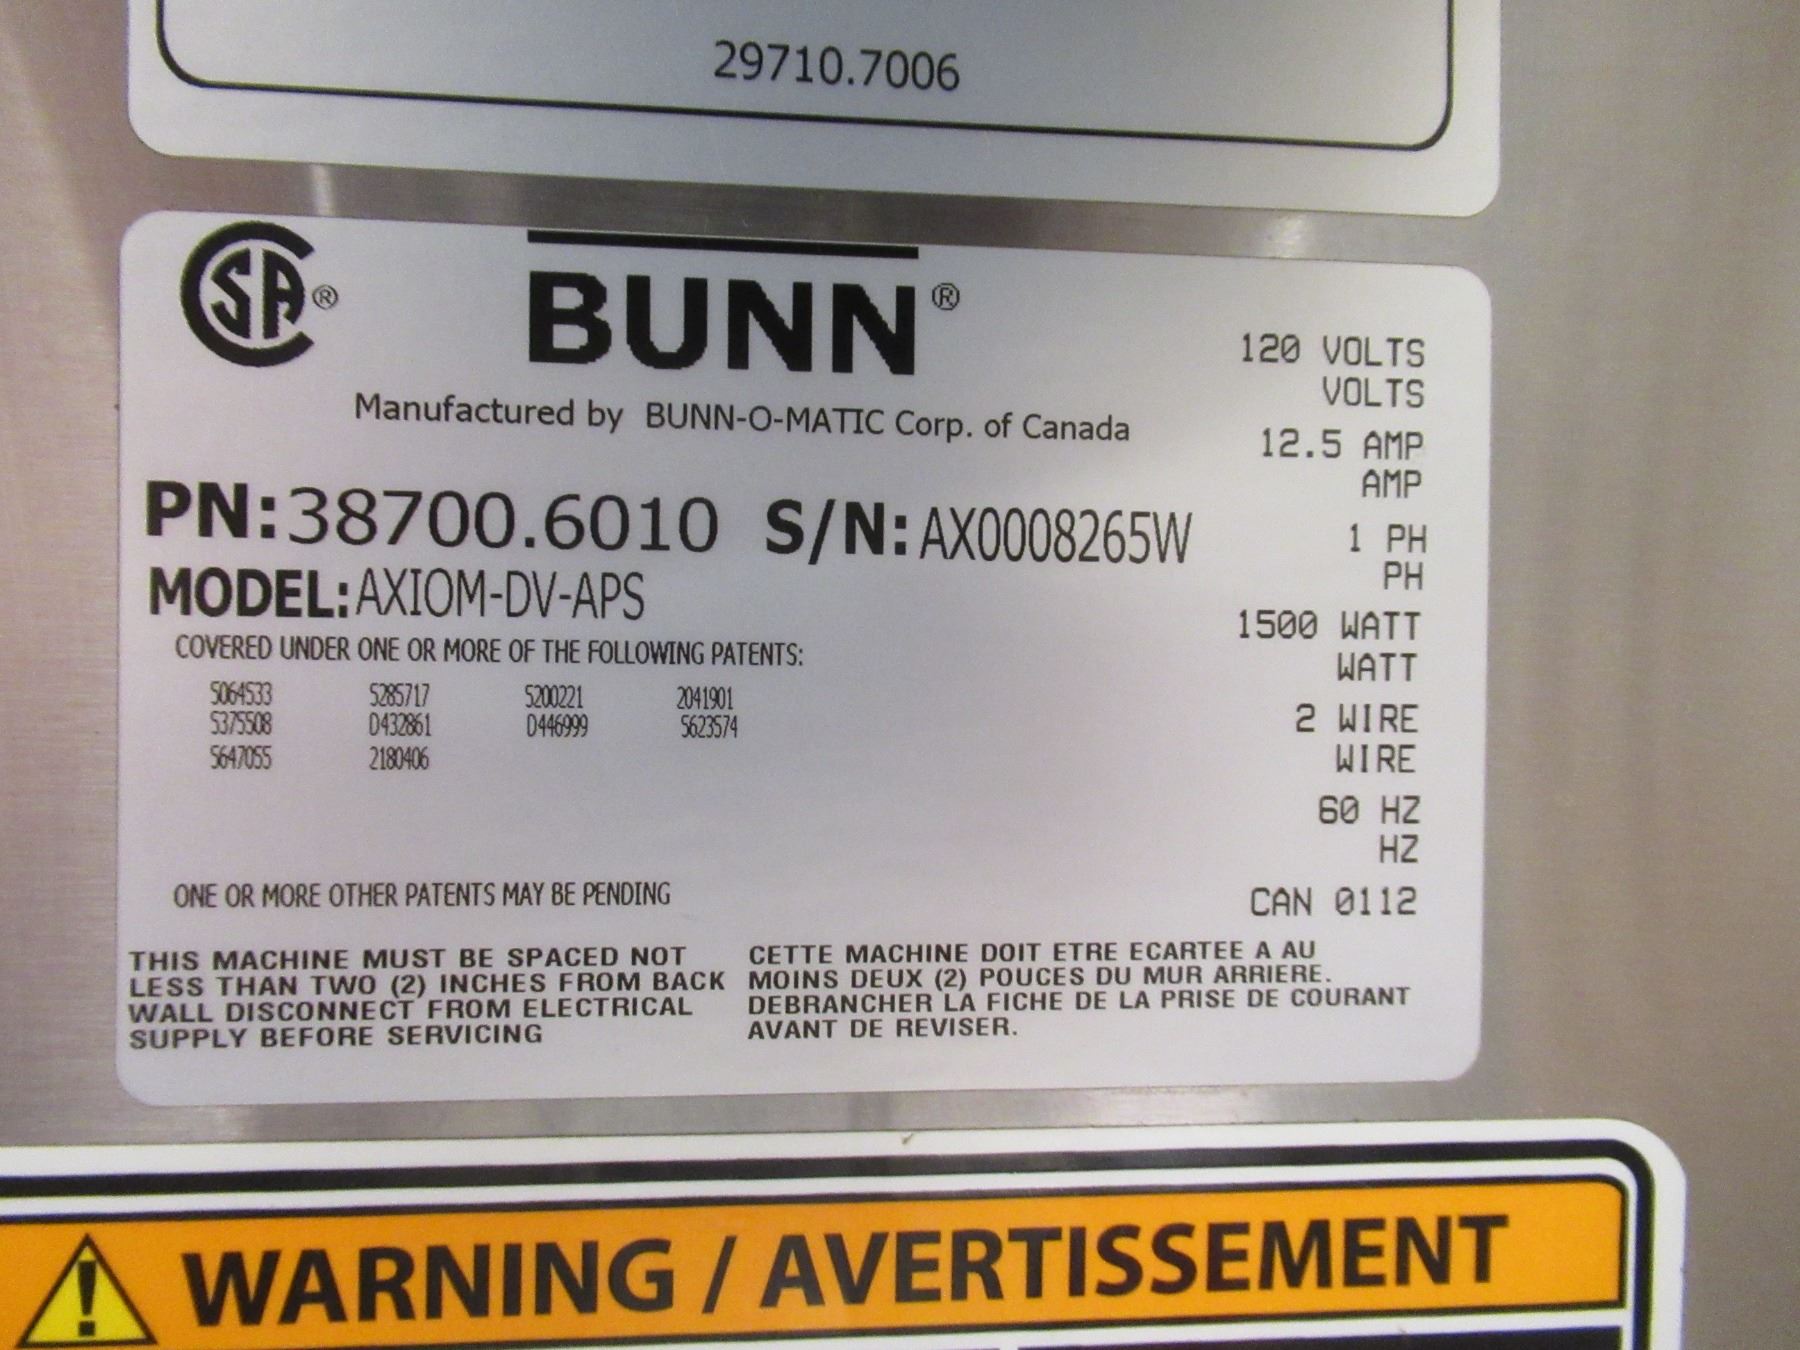 29710.7006
CSA®
BUNN®
Manufactured by BUNN-O-MATIC Corp. of Canada
PN:38700.6010 S/N:AX0008265W
MODEL:AXIOM-DV-APS
COVERED UNDER ONE OR MORE OF THE FOLLOWING PATENTS:
5064533 5285717 5200221 2041901
5375508 D432861 D446999 5623574
5647055 2180406
ONE OR MORE OTHER PATENTS MAY BE PENDING
120 VOLTS
VOLTS
12.5 AMP
AMP
1 PH
PH
1500 WATT
WATT
2 WIRE
WIRE
60 HZ
HZ
CAN 0112
THIS MACHINE MUST BE SPACED NOT
LESS THAN TWO (2) INCHES FROM BACK
WALL DISCONNECT FROM ELECTRICAL
SUPPLY BEFORE SERVICING
CETTE MACHINE DOIT ETRE ECARTEE A AU
MOINS DEUX (2) POUCES DU MUR ARRIERE.
DEBRANCHER LA FICHE DE LA PRISE DE COURANT
AVANT DE REVISER.
WARNING / AVERTISSEMENT